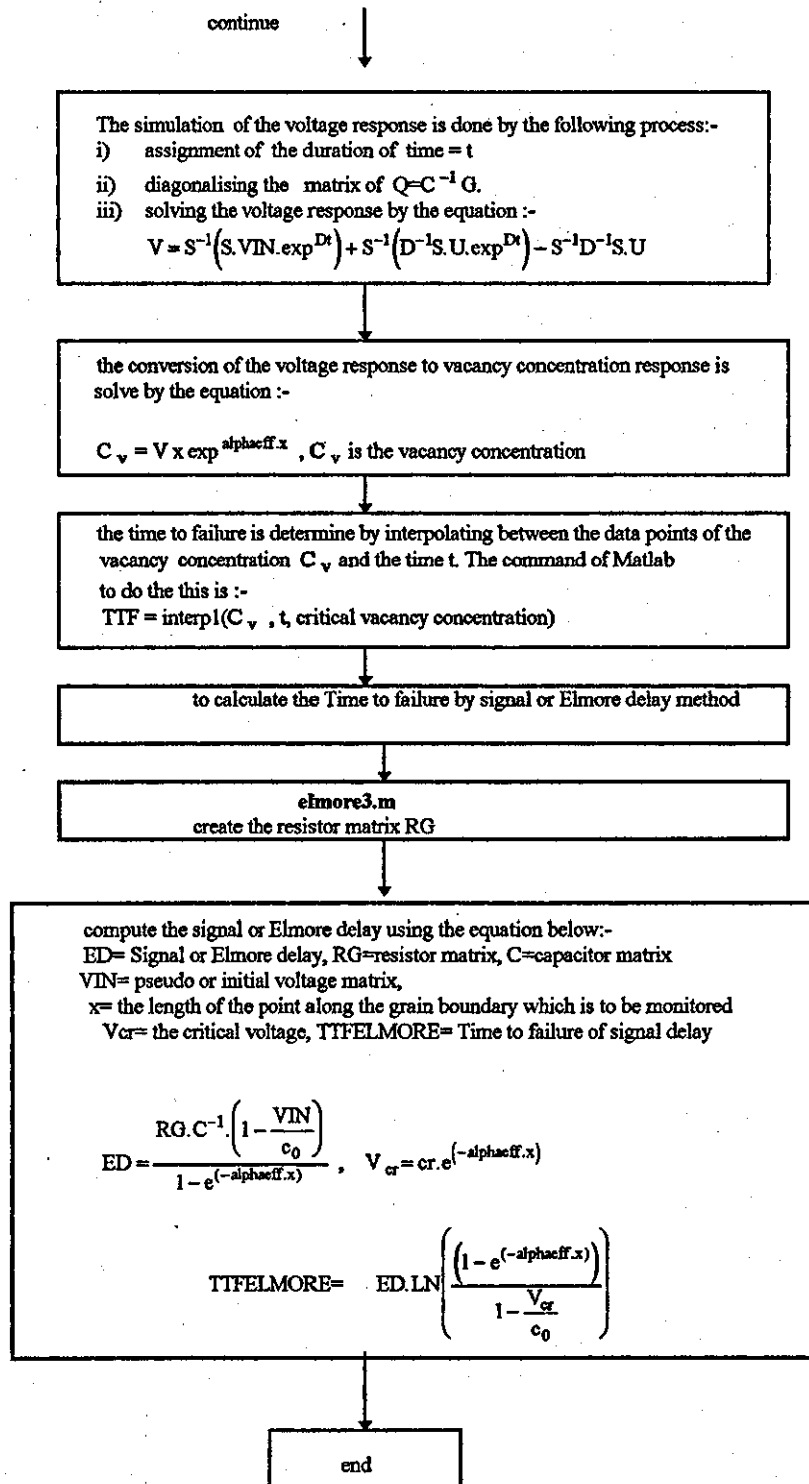 continue
The simulation of the voltage response is done by the following process:-
i) assignment of the duration of time = t
ii) diagonalising the matrix of Q=C⁻¹ G.
iii) solving the voltage response by the equation :-
V = S⁻¹(S.VIN.exp^Dt) + S⁻¹(D⁻¹S.U.exp^Dt) – S⁻¹D⁻¹S.U
the conversion of the voltage response to vacancy concentration response is
solve by the equation :-
C_v = V x exp^alphaeff.x , C_v is the vacancy concentration
the time to failure is determine by interpolating between the data points of the
vacancy concentration C_v and the time t. The command of Matlab
to do the this is :-
TTF = interp1(C_v , t, critical vacancy concentration)
to calculate the Time to failure by signal or Elmore delay method
elmore3.m
create the resistor matrix RG
compute the signal or Elmore delay using the equation below:-
ED= Signal or Elmore delay, RG=resistor matrix, C=capacitor matrix
VIN= pseudo or initial voltage matrix,
x= the length of the point along the grain boundary which is to be monitored
Vcr= the critical voltage, TTFELMORE= Time to failure of signal delay
ED = RG.C⁻¹.(1 – VIN/c₀) / 1 – e^(-alphaeff.x) , V_cr = cr.e^(-alphaeff.x)
TTFELMORE= ED.LN((1 – e^(-alphaeff.x)) / 1 – V_cr/c₀)
end